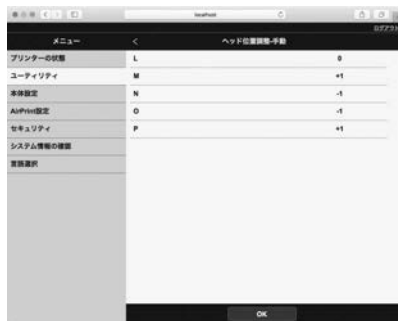 localhost
ログアウト
メニュー
ヘッド位置調整-手動
プリンターの状態
L 0
ユーティリティ
M +1
本体設定
N -1
AirPrint設定
O -1
セキュリティ
P +1
システム情報の確認
言語選択
OK